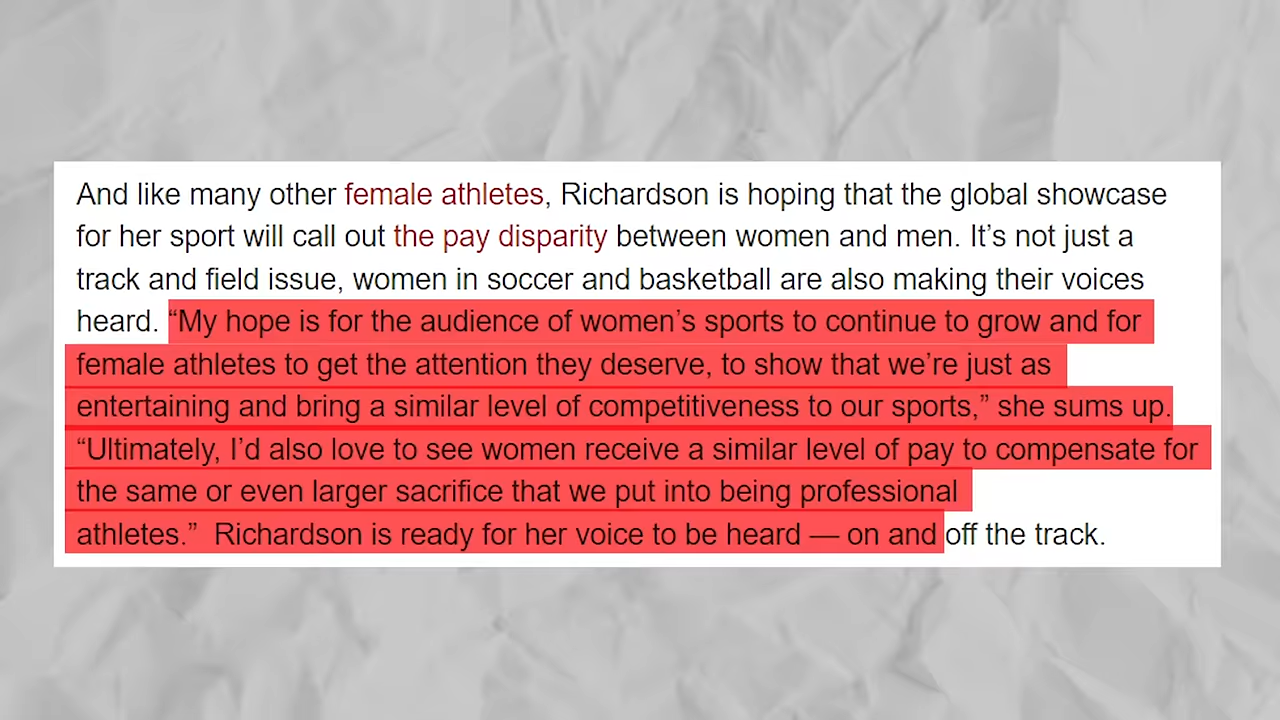 And like many other female athletes, Richardson is hoping that the global showcase
for her sport will call out the pay disparity between women and men. It’s not just a
track and field issue, women in soccer and basketball are also making their voices
heard. “My hope is for the audience of women’s sports to continue to grow and for
female athletes to get the attention they deserve, to show that we’re just as
entertaining and bring a similar level of competitiveness to our sports,” she sums up.
“Ultimately, I’d also love to see women receive a similar level of pay to compensate for
the same or even larger sacrifice that we put into being professional
athletes.”  Richardson is ready for her voice to be heard — on and off the track.